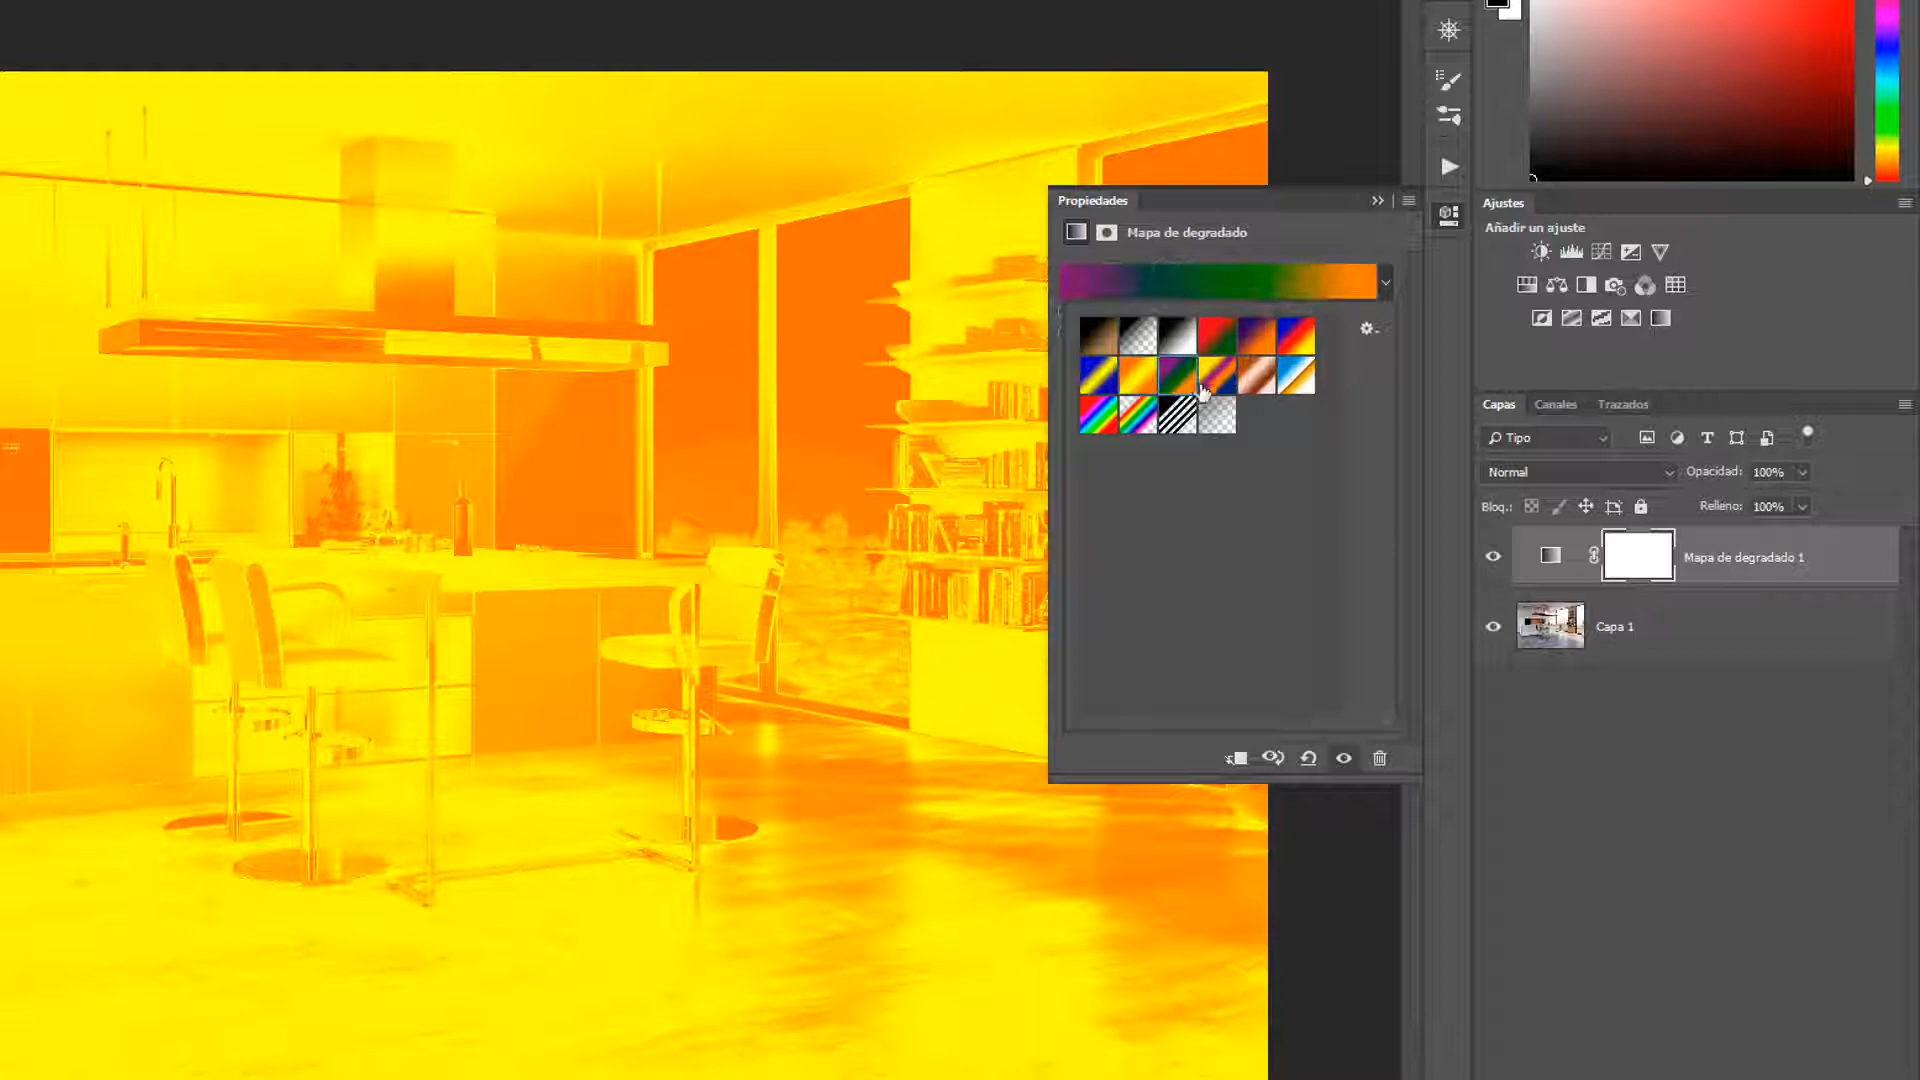 Propiedades
Mapa de degradado
Ajustes
Añadir un ajuste
Capas Canales Trazados
Tipo
Normal Opacidad: 100%
Bloq.: Relleno: 100%
Mapa de degradado 1
Capa 1